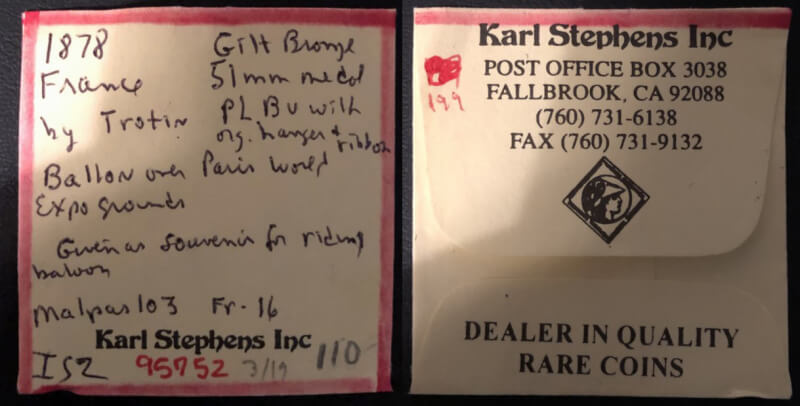 1878 Gilt Bronze
France 51mm medal
by Trotin PL BU with
org. hanger + ribbon
Ballon over Paris World
Expo grounds
Given as souvenir for riding
baloon
Malpas 103 Fr-16
Karl Stephens Inc
IS2 95752 3/19 110
Karl Stephens Inc
POST OFFICE BOX 3038
FALLBROOK, CA 92088
(760) 731-6138
FAX (760) 731-9132
199
DEALER IN QUALITY
RARE COINS